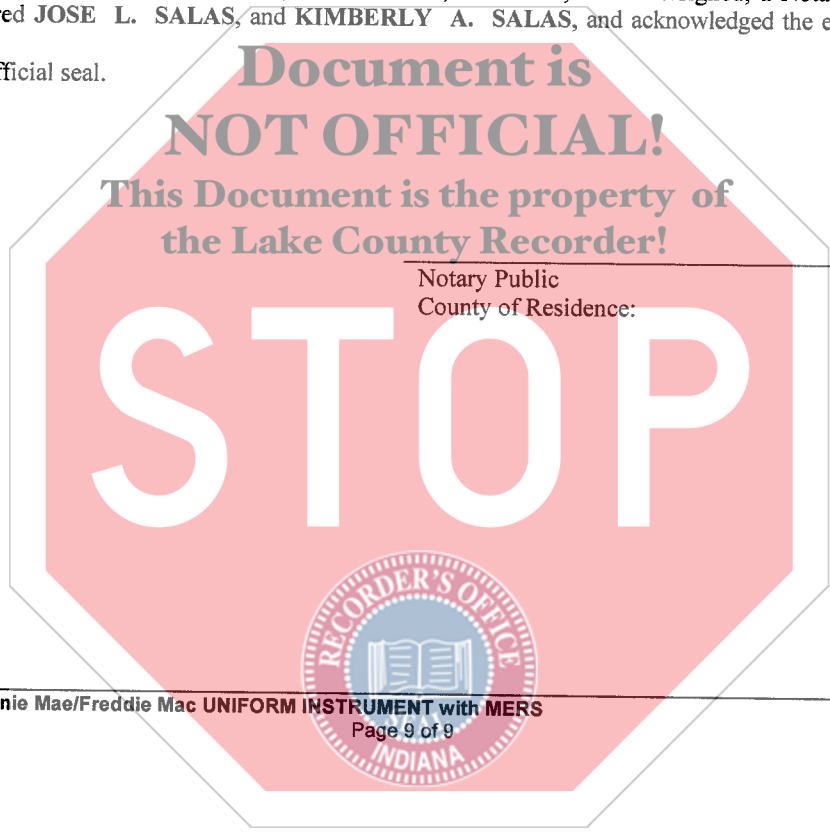 red JOSE L. SALAS, and KIMBERLY A. SALAS, and acknowledged the e
fficial seal.
Document is
NOT OFFICIAL!
This Document is the property of
the Lake County Recorder!
Notary Public
County of Residence:
STOP
RECORDER'S OFFICE
SEAL
INDIANA
nie Mae/Freddie Mac UNIFORM INSTRUMENT with MERS
Page 9 of 9